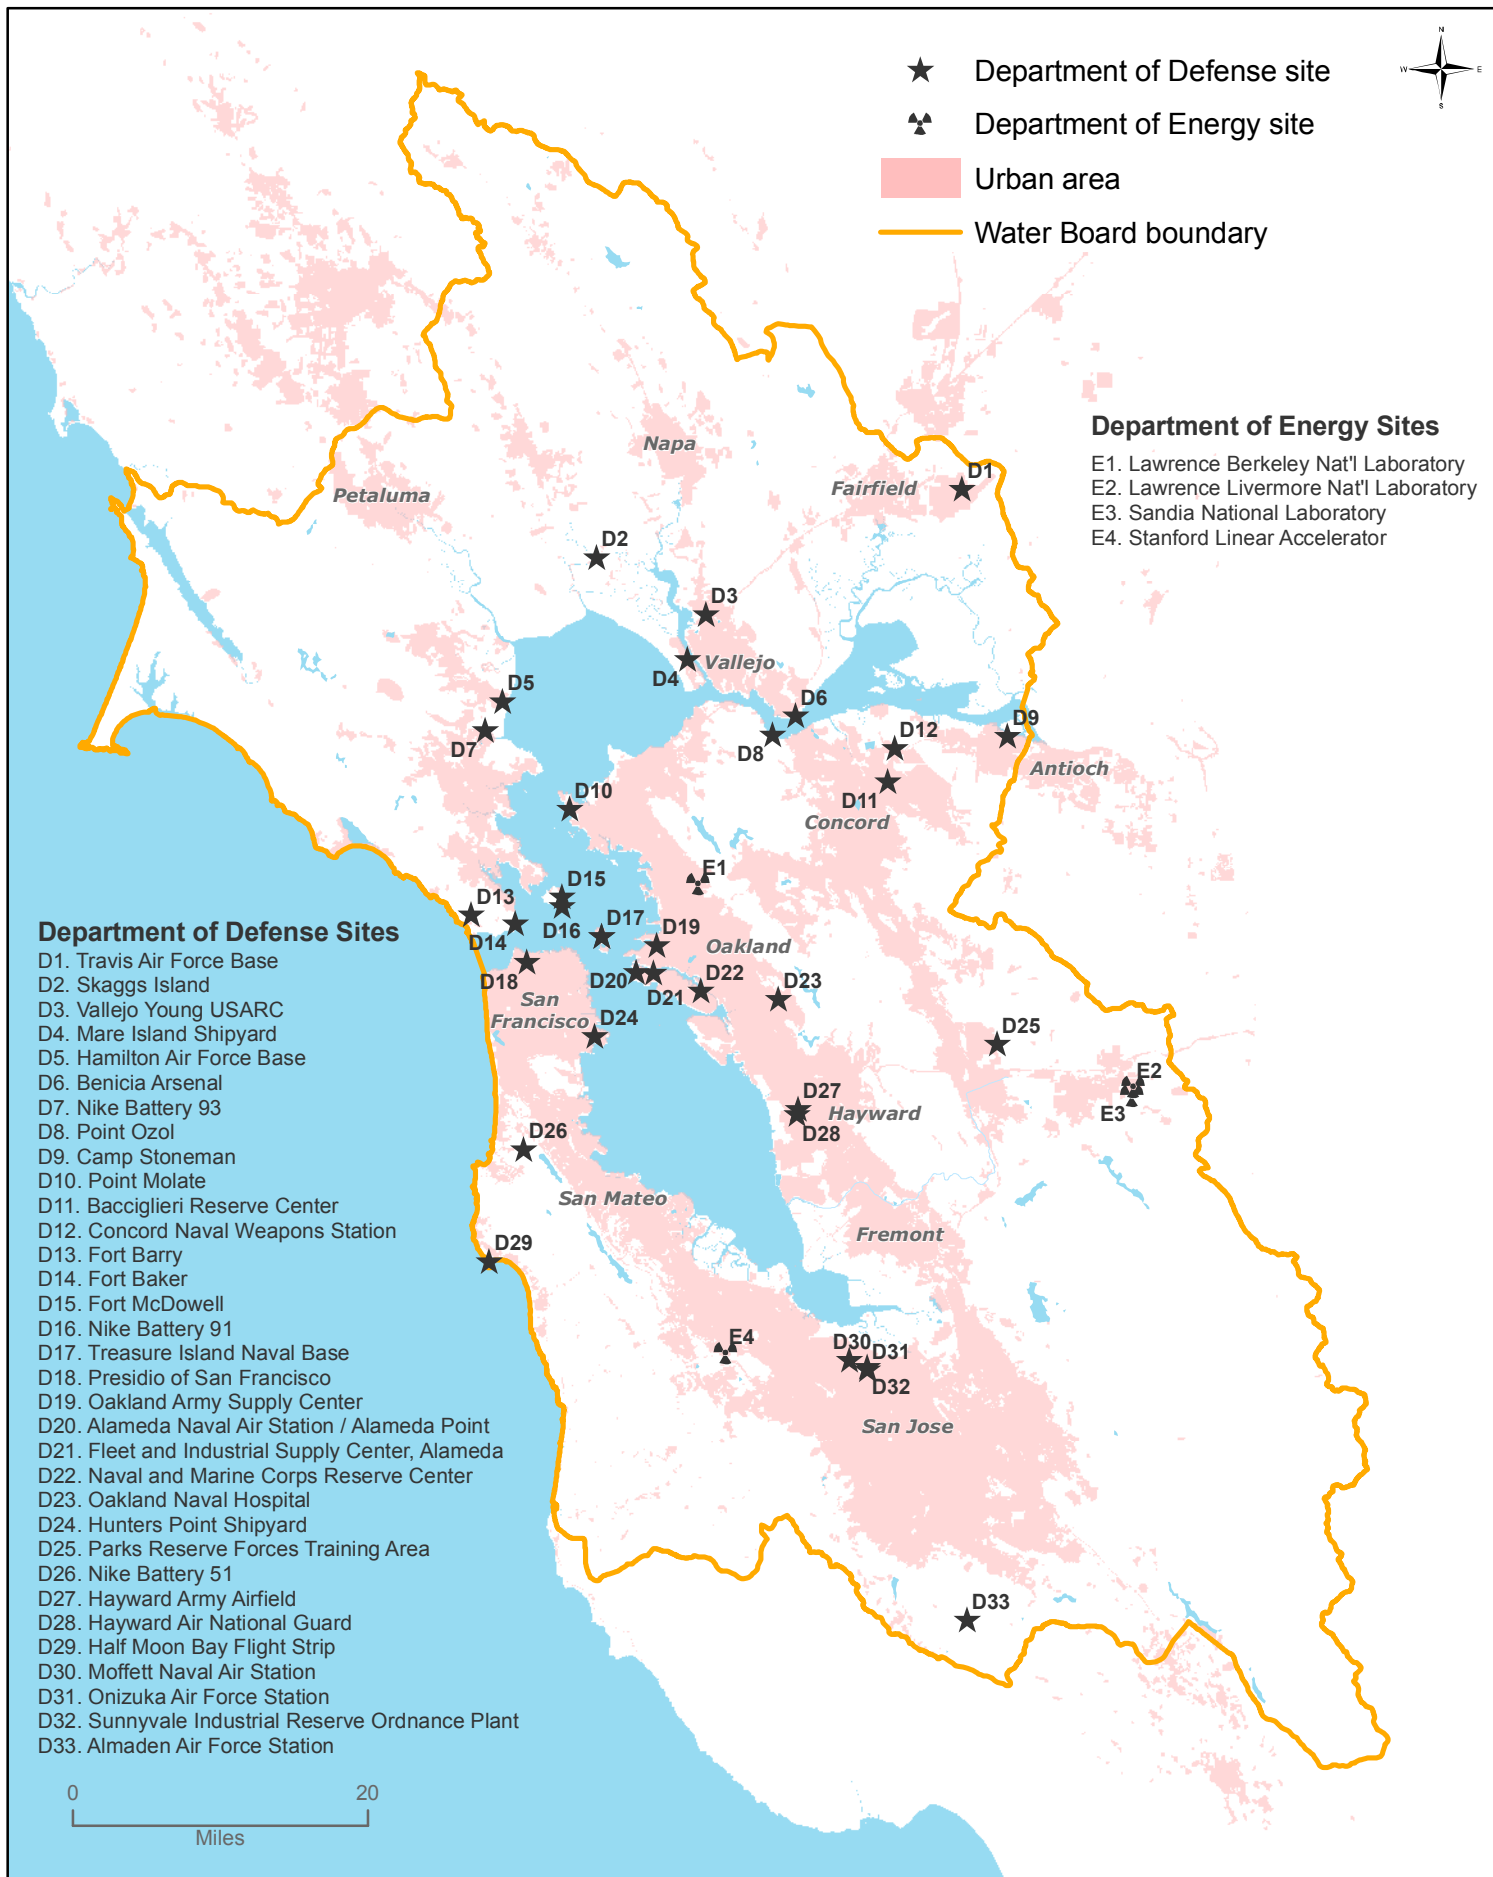 N
W
E
S
Department of Defense site
Department of Energy site
Urban area
Water Board boundary
Department of Energy Sites
E1. Lawrence Berkeley Nat'l Laboratory
E2. Lawrence Livermore Nat'l Laboratory
E3. Sandia National Laboratory
E4. Stanford Linear Accelerator
Napa
Petaluma
Fairfield
D1
D2
D3
Vallejo
D4
D5
D6
D7
D8
D9
D12
Antioch
D11
D10
Concord
E1
D15
D13
D16
D17
D14
D19
Oakland
D18
D20
D21
D22
D23
San
Francisco
D24
D25
E2
E3
D27
Hayward
D28
D26
San Mateo
Fremont
D29
E4
D30
D31
D32
San Jose
D33
Department of Defense Sites
D1. Travis Air Force Base
D2. Skaggs Island
D3. Vallejo Young USARC
D4. Mare Island Shipyard
D5. Hamilton Air Force Base
D6. Benicia Arsenal
D7. Nike Battery 93
D8. Point Ozol
D9. Camp Stoneman
D10. Point Molate
D11. Bacciglieri Reserve Center
D12. Concord Naval Weapons Station
D13. Fort Barry
D14. Fort Baker
D15. Fort McDowell
D16. Nike Battery 91
D17. Treasure Island Naval Base
D18. Presidio of San Francisco
D19. Oakland Army Supply Center
D20. Alameda Naval Air Station / Alameda Point
D21. Fleet and Industrial Supply Center, Alameda
D22. Naval and Marine Corps Reserve Center
D23. Oakland Naval Hospital
D24. Hunters Point Shipyard
D25. Parks Reserve Forces Training Area
D26. Nike Battery 51
D27. Hayward Army Airfield
D28. Hayward Air National Guard
D29. Half Moon Bay Flight Strip
D30. Moffett Naval Air Station
D31. Onizuka Air Force Station
D32. Sunnyvale Industrial Reserve Ordnance Plant
D33. Almaden Air Force Station
0 20
Miles